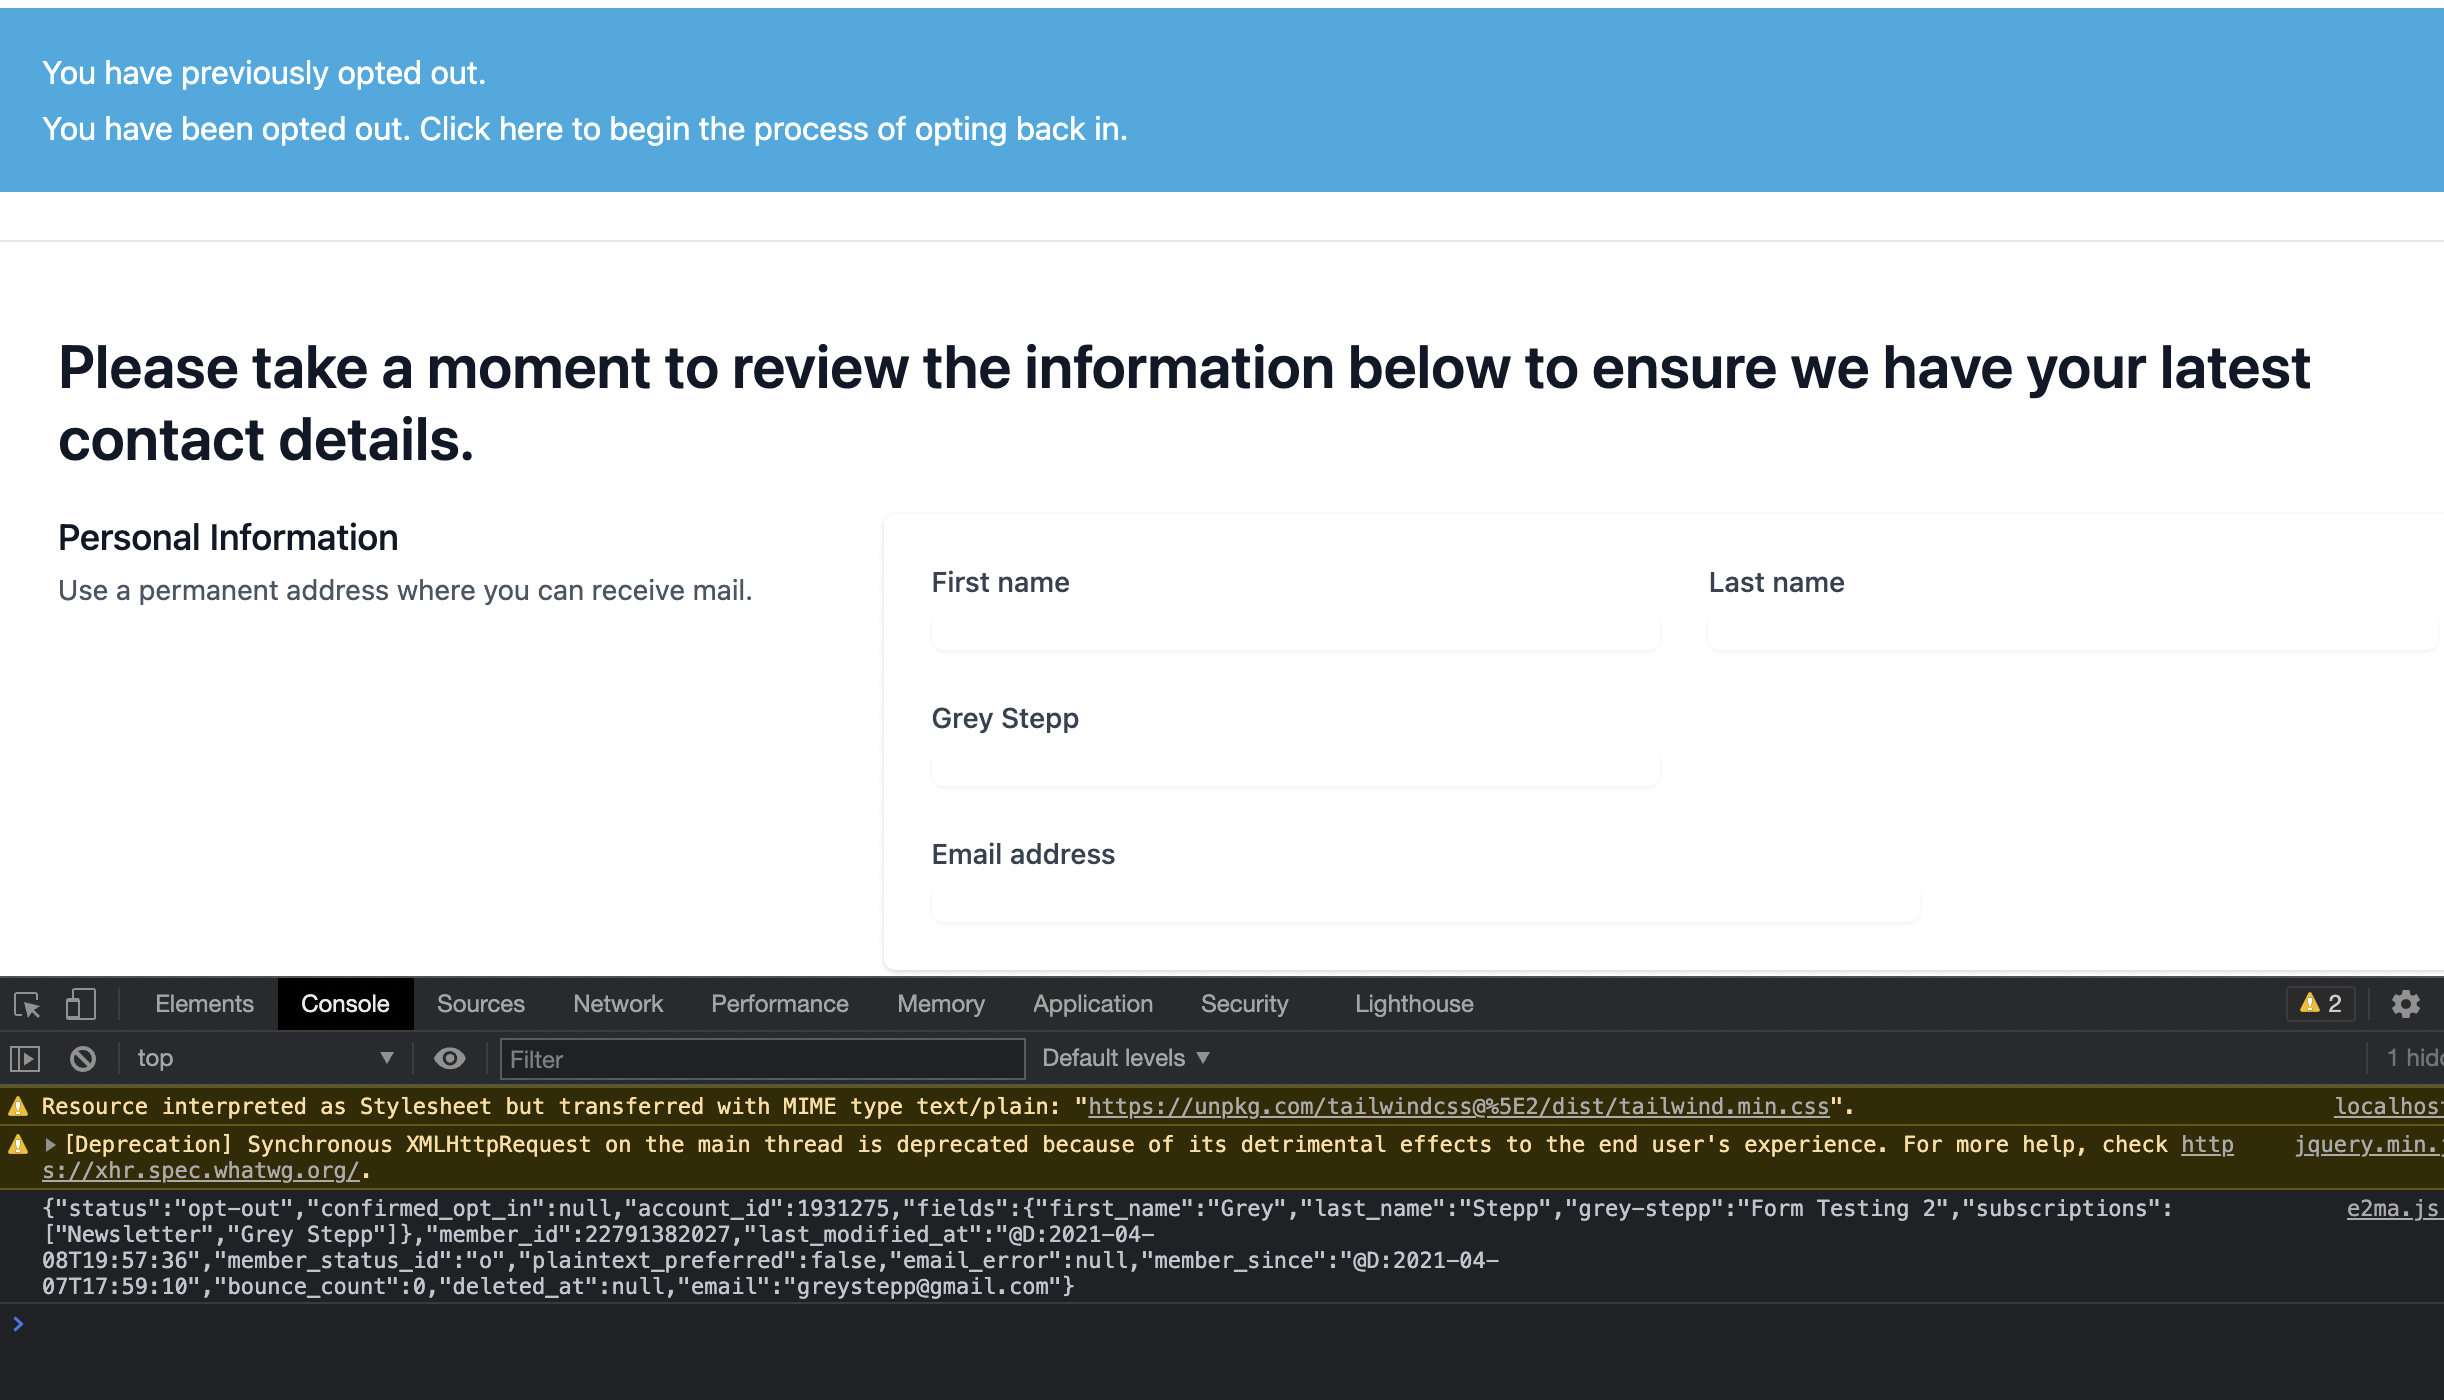 You have previously opted out.
You have been opted out. Click here to begin the process of opting back in.
Please take a moment to review the information below to ensure we have your latest
contact details.
Personal Information
Use a permanent address where you can receive mail.
First name
Last name
Grey Stepp
Email address
Elements Console Sources Network Performance Memory Application Security Lighthouse 2
top Filter Default levels 1
Resource interpreted as Stylesheet but transferred with MIME type text/plain: "https://unpkg.com/tailwindcss@%5E2/dist/tailwind.min.css".
[Deprecation] Synchronous XMLHttpRequest on the main thread is deprecated because of its detrimental effects to the end user's experience. For more help, check http jquery.min.
s://xhr.spec.whatwg.org/.
{"status":"opt-out","confirmed_opt_in":null,"account_id":1931275,"fields":{"first_name":"Grey","last_name":"Stepp","grey-stepp":"Form Testing 2","subscriptions": e2ma.js
["Newsletter","Grey Stepp"]},"member_id":22791382027,"last_modified_at":"@D:2021-04-
08T19:57:36","member_status_id":"o","plaintext_preferred":false,"email_error":null,"member_since":"@D:2021-04-
07T17:59:10","bounce_count":0,"deleted_at":null,"email":"greystepp@gmail.com"}